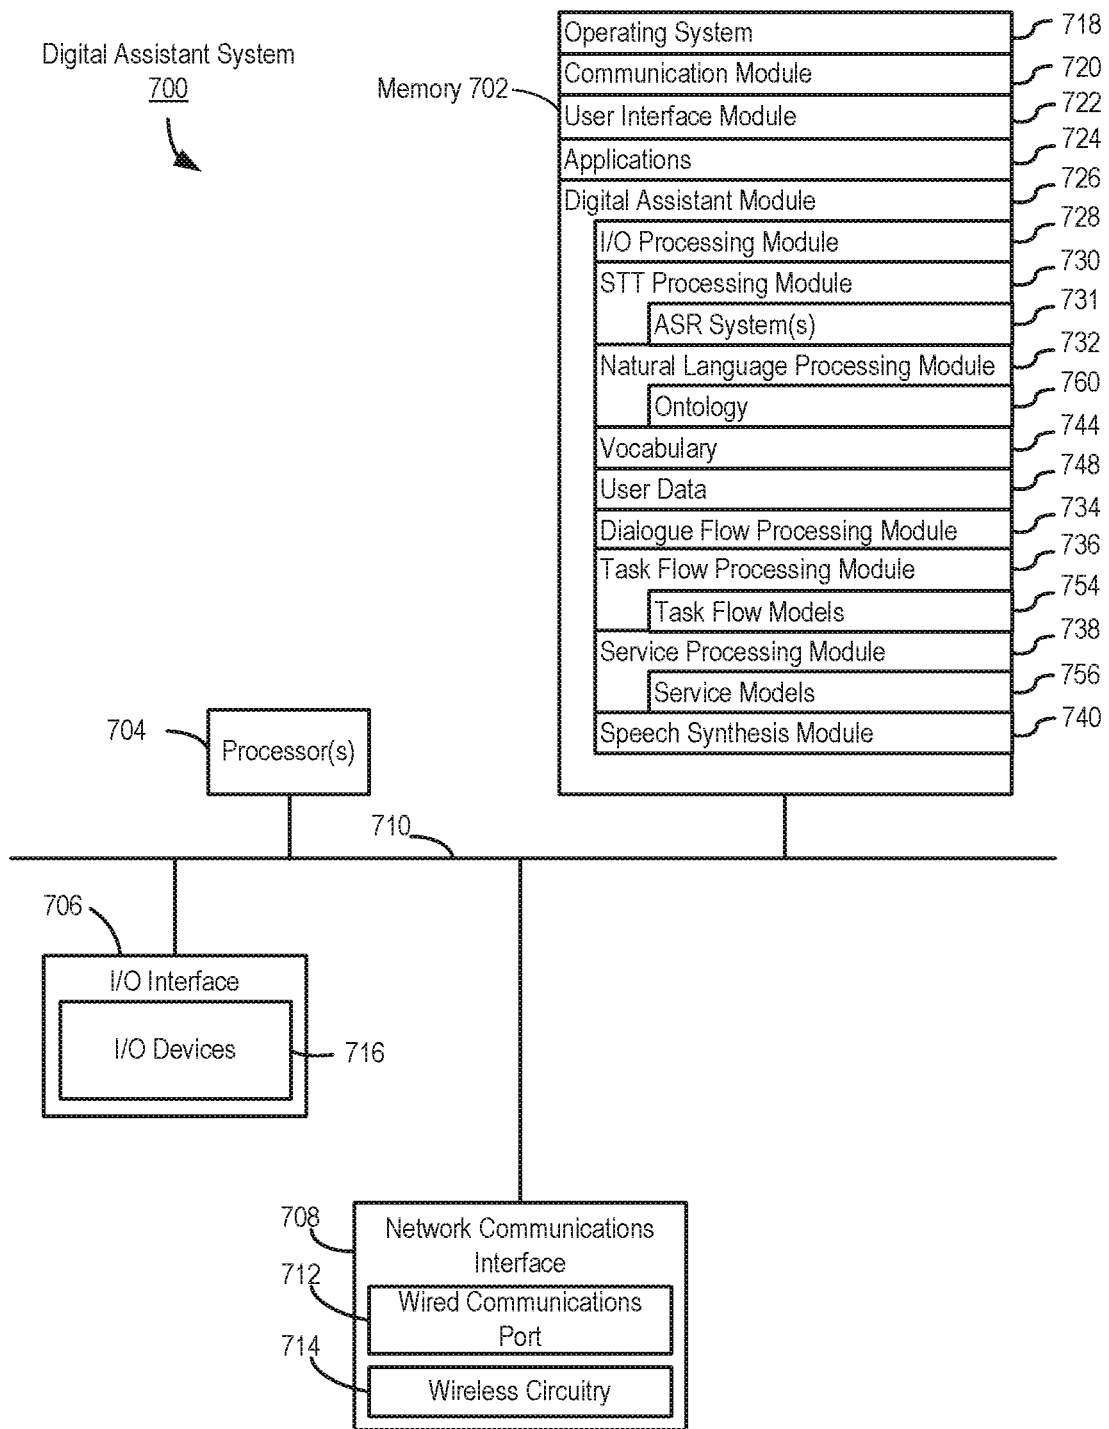 Digital Assistant System
700
Memory 702
Operating System
718
Communication Module
720
User Interface Module
722
Applications
724
Digital Assistant Module
726
I/O Processing Module
728
STT Processing Module
730
ASR System(s)
731
Natural Language Processing Module
732
Ontology
760
Vocabulary
744
User Data
748
Dialogue Flow Processing Module
734
Task Flow Processing Module
736
Task Flow Models
754
Service Processing Module
738
Service Models
756
Speech Synthesis Module
740
704
Processor(s)
710
706
I/O Interface
I/O Devices
716
708
Network Communications
Interface
712
Wired Communications
Port
714
Wireless Circuitry